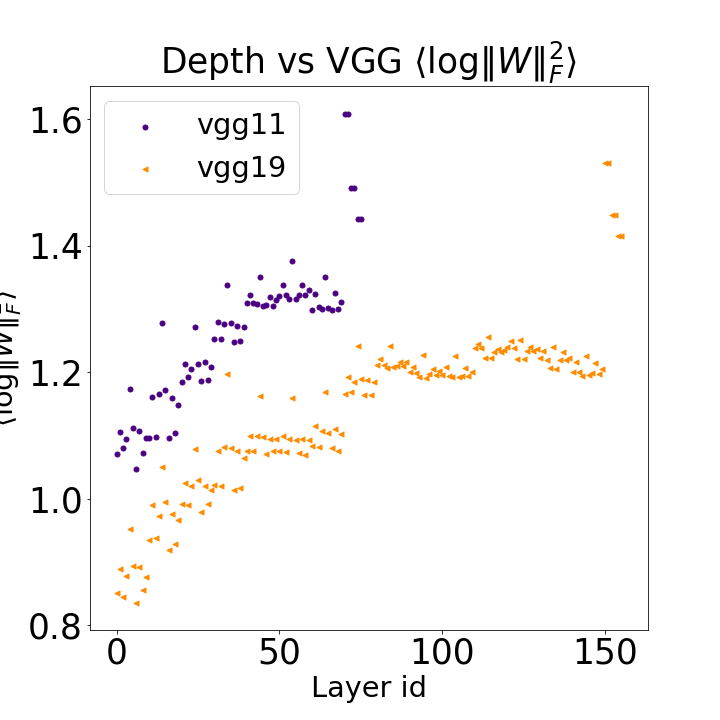 Depth vs VGG ⟨log‖W‖²_F⟩
vgg11
vgg19
1.6
1.4
1.2
1.0
0.8
⟨log‖W‖²_F⟩
0 50 100 150
Layer id